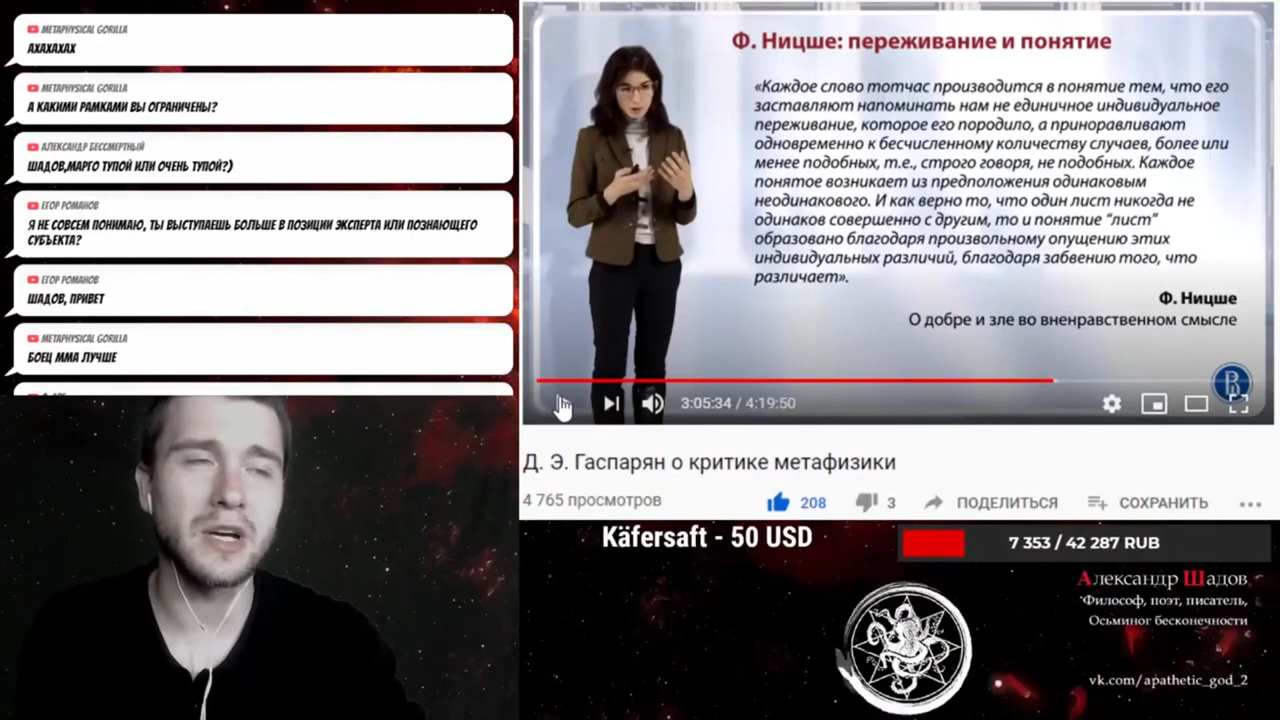 METAPHYSICAL GORILLA
АХАХАХАХ
METAPHYSICAL GORILLA
А КАКИМИ РАМКАМИ ВЫ ОГРАНИЧЕНЫ?
АЛЕКСАНДР БЕССМЕРТНЫЙ
ШАДОВ,МАРГО ТУПОЙ ИЛИ ОЧЕНЬ ТУПОЙ?)
ЕГОР РОМАНОВ
Я НЕ СОВСЕМ ПОНИМАЮ, ТЫ ВЫСТУПАЕШЬ БОЛЬШЕ В ПОЗИЦИИ ЭКСПЕРТА ИЛИ ПОЗНАЮЩЕГО
СУБЪЕКТА?
ЕГОР РОМАНОВ
ШАДОВ, ПРИВЕТ
METAPHYSICAL GORILLA
БОЕЦ ММА ЛУЧШЕ
Ф. Ницше: переживание и понятие
«Каждое слово тотчас производится в понятие тем, что его
заставляют напоминать нам не единичное индивидуальное
переживание, которое его породило, а приноравливают
одновременно к бесчисленному количеству случаев, более или
менее подобных, т.е., строго говоря, не подобных. Каждое
понятое возникает из предположения одинаковым
неодинакового. И как верно то, что один лист никогда не
одинаков совершенно с другим, то и понятие "лист"
образовано благодаря произвольному опущению этих
индивидуальных различий, благодаря забвению того, что
различает».
Ф. Ницше
О добре и зле во вненравственном смысле
3:05:34 / 4:19:50
Д. Э. Гаспарян о критике метафизики
4 765 просмотров
208
3
ПОДЕЛИТЬСЯ
СОХРАНИТЬ
Käfersaft - 50 USD
7 353 / 42 287 RUB
Александр Шадов
Философ, поэт, писатель,
Осьминог бесконечности
vk.com/apathetic_god_2